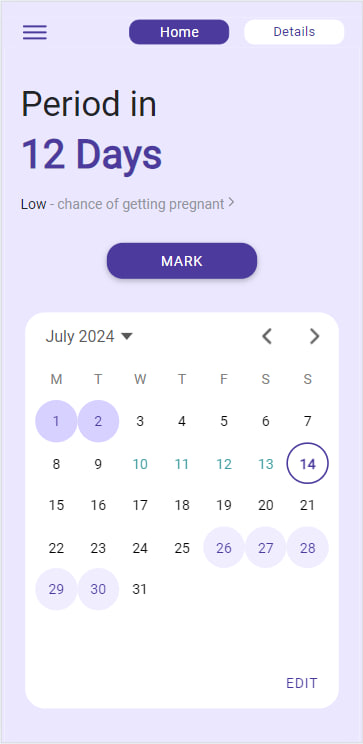 Home Details
Period in
12 Days
Low - chance of getting pregnant >
MARK
July 2024
M T W T F S S
1 2 3 4 5 6 7
8 9 10 11 12 13 14
15 16 17 18 19 20 21
22 23 24 25 26 27 28
29 30 31
EDIT